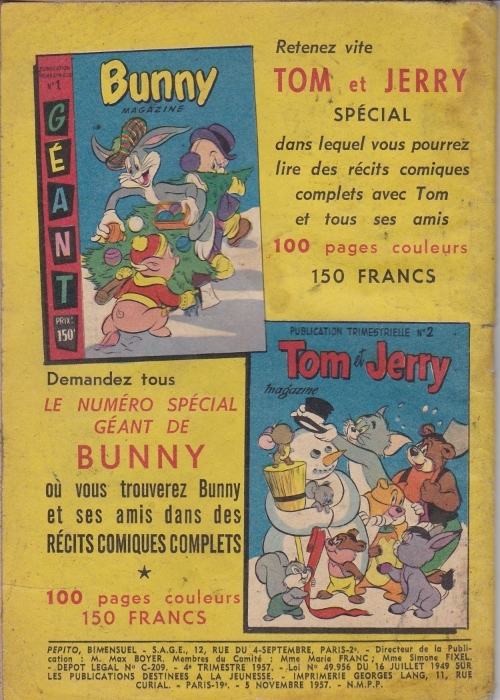 PUBLICATION
TRIMESTRIELLE
N° 1
GÉANT
PRIX:
150F
Bunny
MAGAZINE
Retenez vite
TOM et JERRY
SPÉCIAL
dans lequel vous pourrez
lire des récits comiques
complets avec Tom
et tous ses amis
100 pages couleurs
150 FRANCS
PUBLICATION TRIMESTRIELLE N° 2
Tom et Jerry
magazine
Demandez tous
LE NUMÉRO SPÉCIAL
GÉANT DE
BUNNY
où vous trouverez Bunny
et ses amis dans des
RÉCITS COMIQUES COMPLETS
★
100 pages couleurs
150 FRANCS
PEPITO, BIMENSUEL - S.A.G.E., 12, RUE DU 4-SEPTEMBRE, PARIS-2e. - Directeur de la Publi-
cation : M. Max BOYER. Membres du Comité : Mme Marie FRANC ; Mme Simone FIXEL.
- DEPOT LEGAL No C-209. - 4e TRIMESTRE 1957. - Loi No 49.956 DU 16 JUILLET 1949 SUR
LES PUBLICATIONS DESTINEES A LA JEUNESSE. - IMPRIMERIE GEORGES LANG, 11, RUE
CURIAL. - PARIS-19e. - 5 NOVEMBRE 1957. - N.M.P.P.